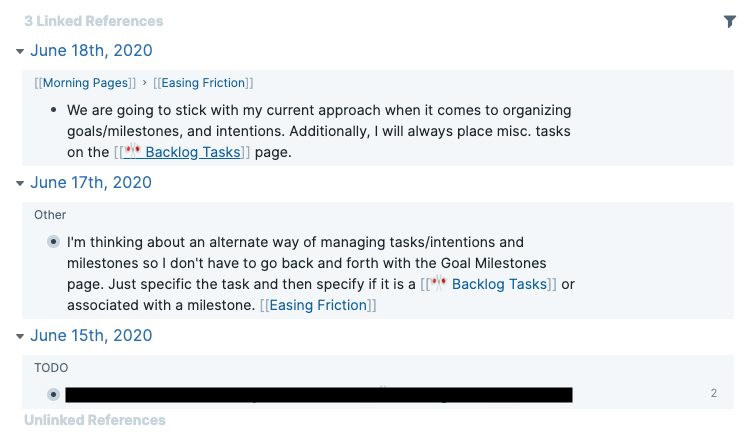 3 Linked References
June 18th, 2020
[[Morning Pages]] › [[Easing Friction]]
• We are going to stick with my current approach when it comes to organizing
goals/milestones, and intentions. Additionally, I will always place misc. tasks
on the [[🎌 Backlog Tasks]] page.
June 17th, 2020
Other
• I'm thinking about an alternate way of managing tasks/intentions and
milestones so I don't have to go back and forth with the Goal Milestones
page. Just specific the task and then specify if it is a [[🎌 Backlog Tasks]] or
associated with a milestone. [[Easing Friction]]
June 15th, 2020
TODO
2
Unlinked References